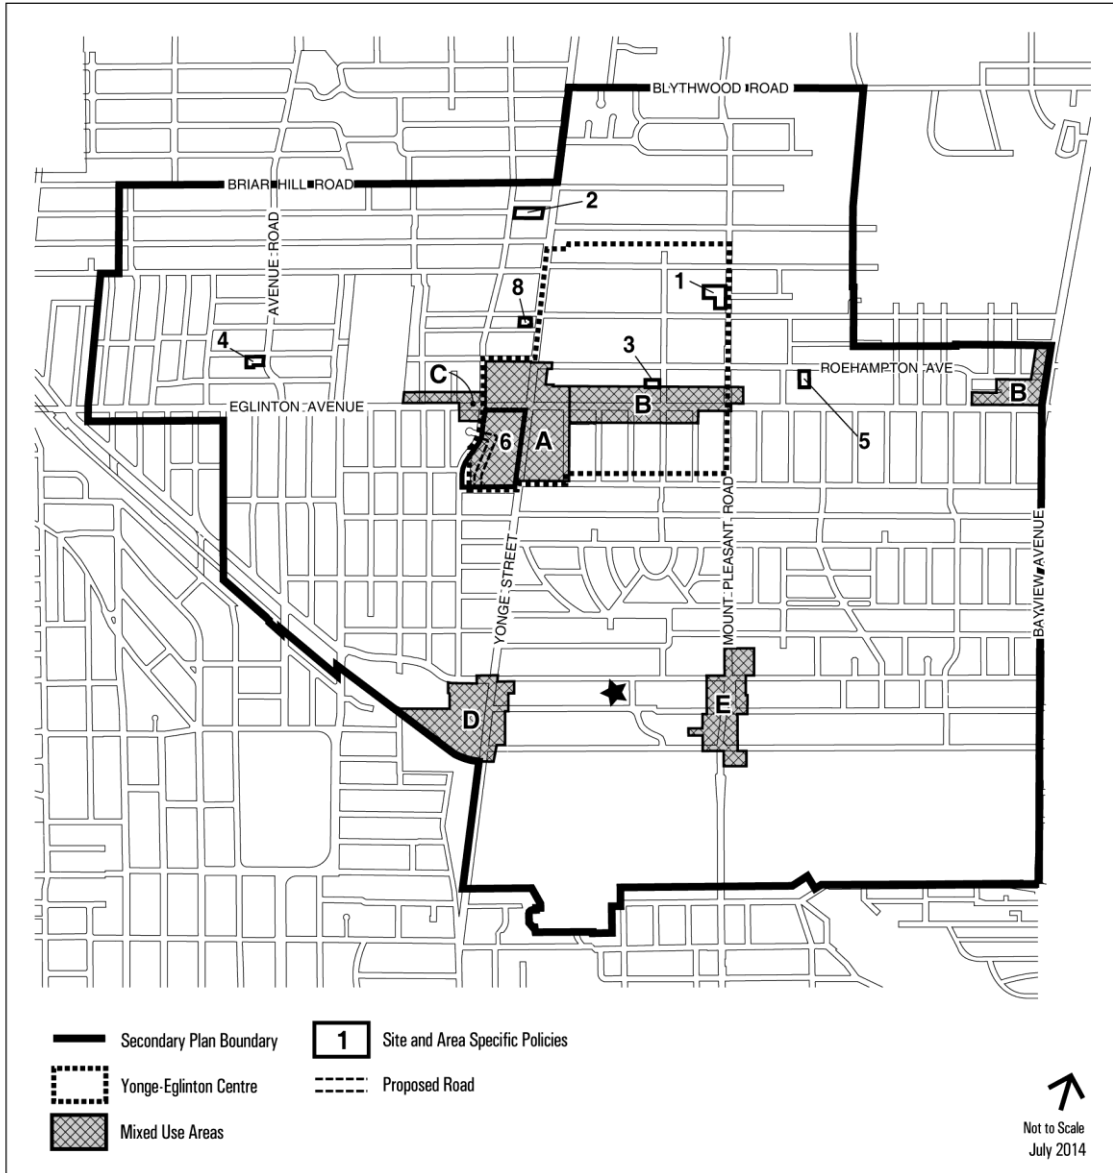 BLYTHWOOD ROAD
BRIAR HILL ROAD
2
AVENUE ROAD
1
8
4
3
ROEHAMPTON AVE
C
EGLINTON AVENUE
B
B
6
A
5
MOUNT PLEASANT ROAD
YONGE STREET
BAYVIEW AVENUE
D
E
Secondary Plan Boundary
1
Site and Area Specific Policies
Yonge-Eglinton Centre
Proposed Road
Mixed Use Areas
Not to Scale
July 2014